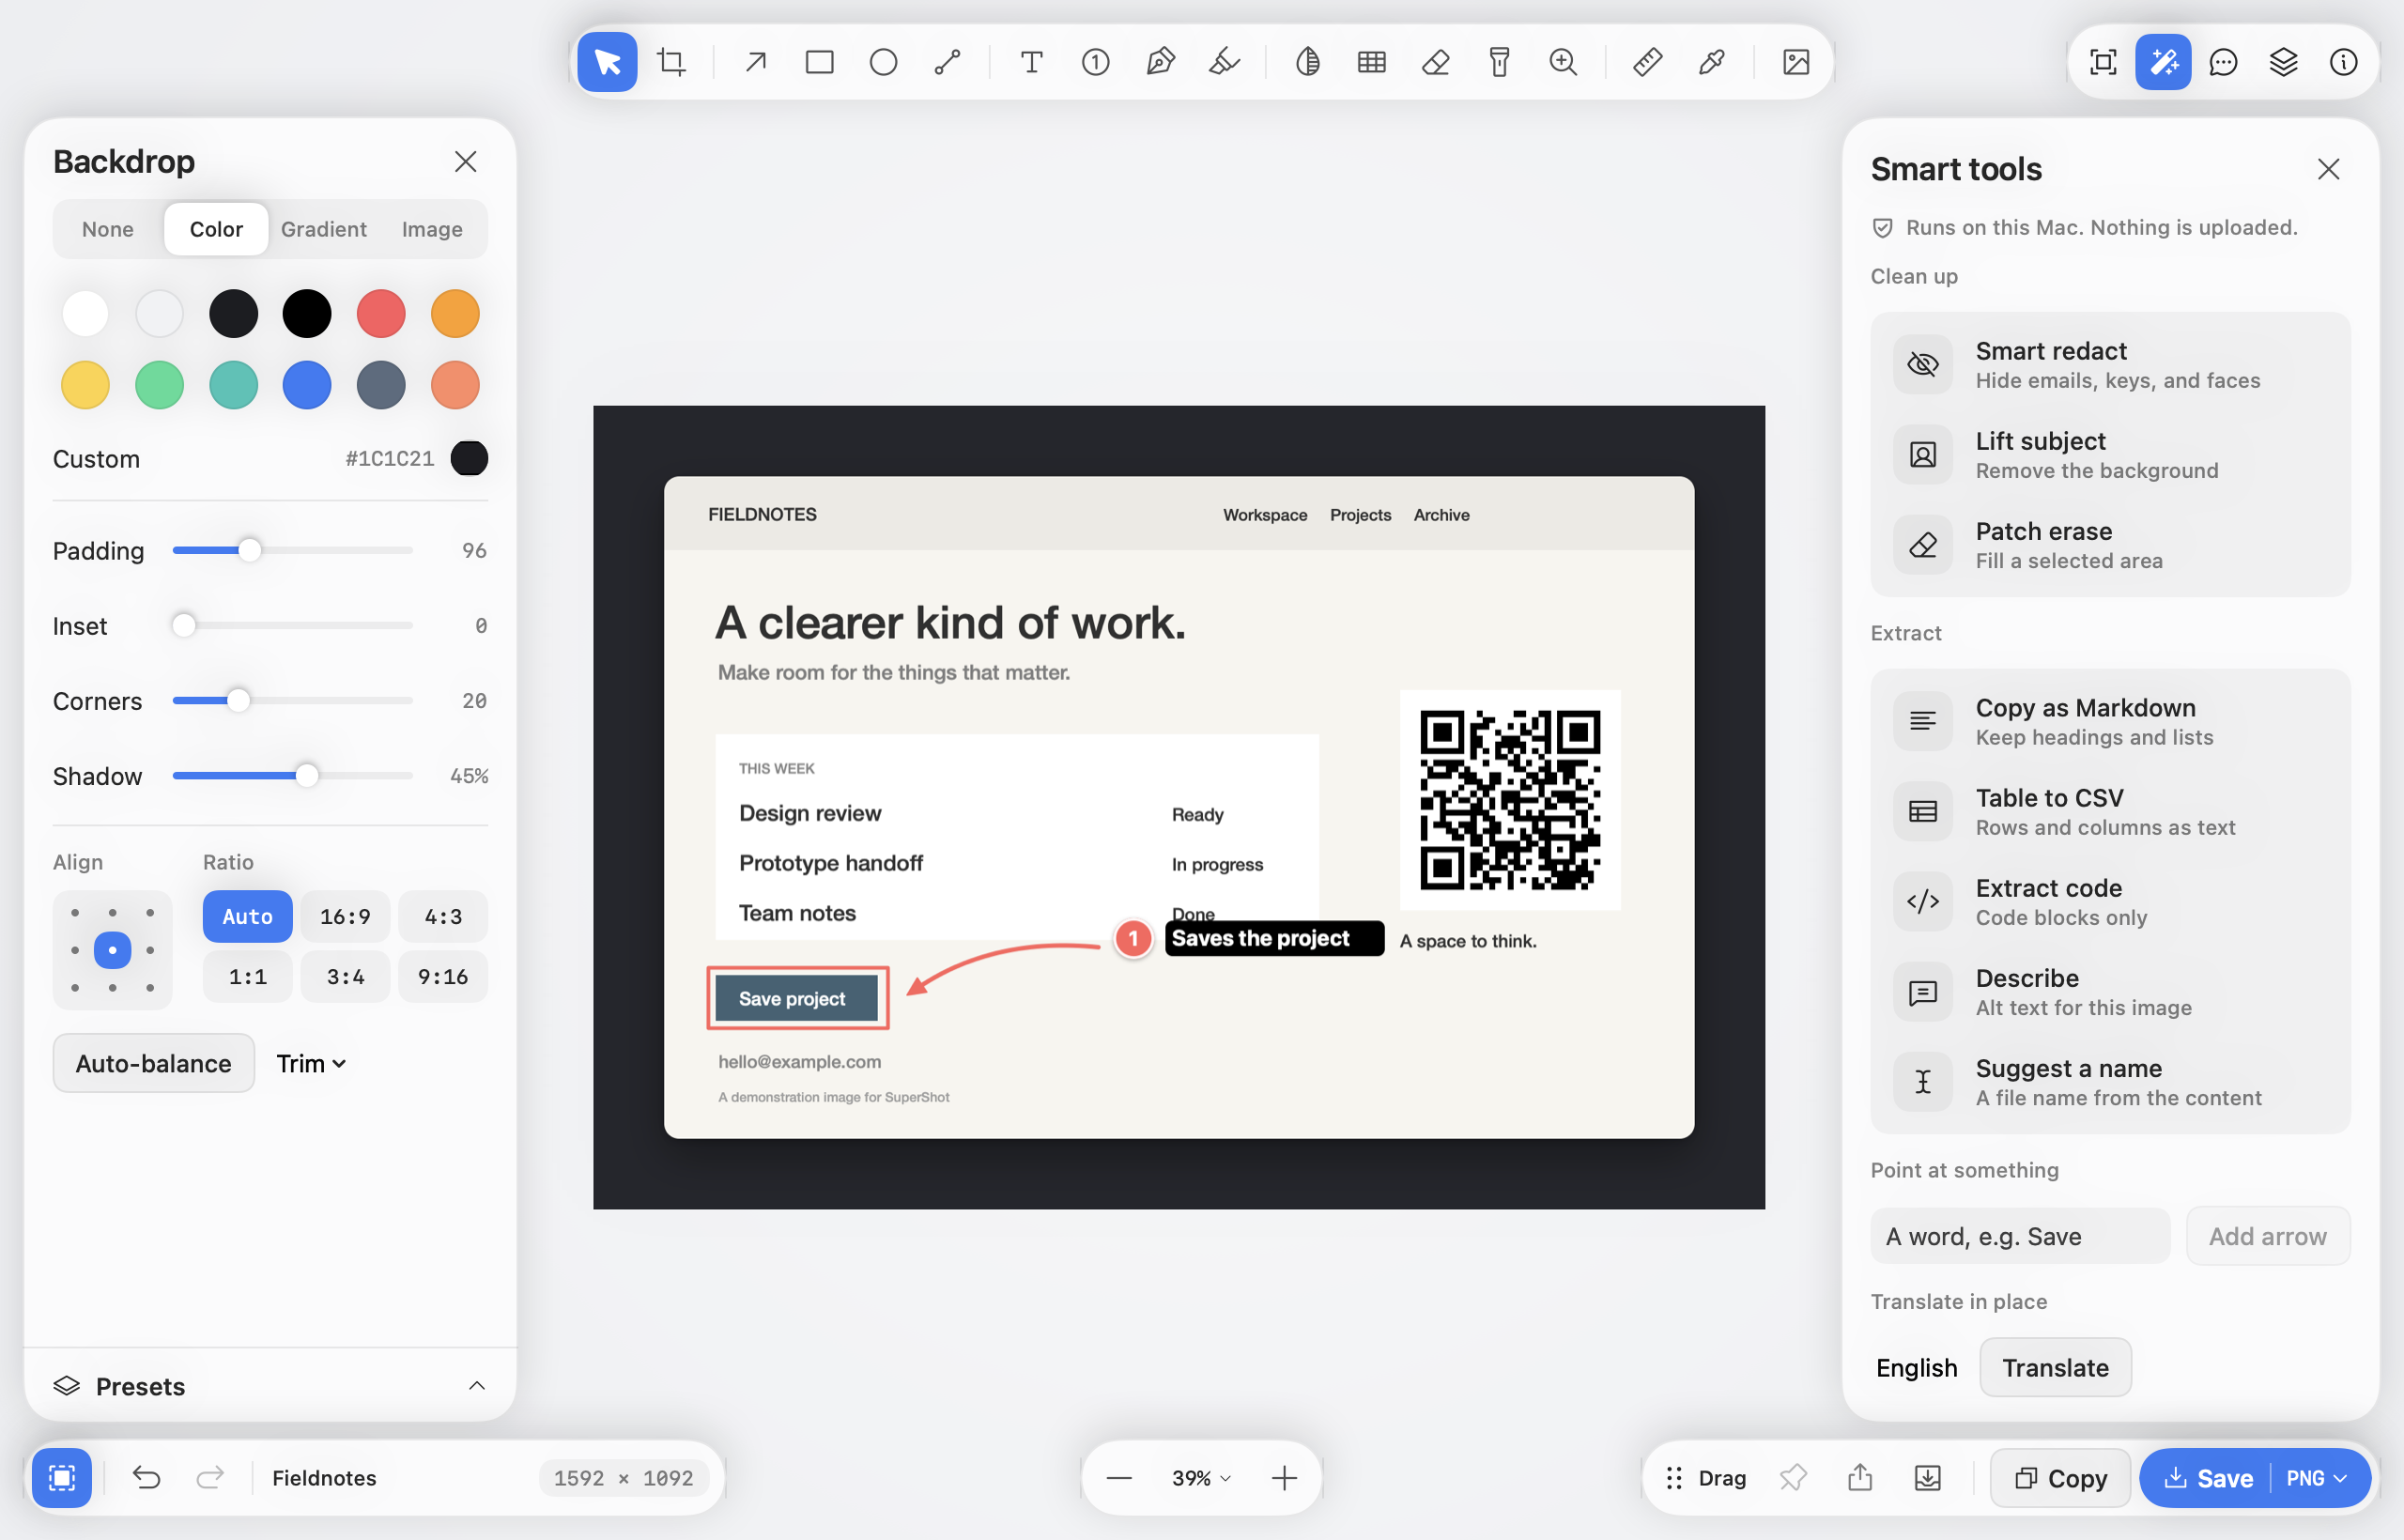 Backdrop
None Color Gradient Image
Custom #1C1C21
Padding 96
Inset 0
Corners 20
Shadow 45%
Align Ratio
Auto 16:9 4:3
1:1 3:4 9:16
Auto-balance Trim
Presets
Fieldnotes 1592 × 1092
1
FIELDNOTES Workspace Projects Archive
A clearer kind of work.
Make room for the things that matter.
THIS WEEK
Design review Ready
Prototype handoff In progress
Team notes Done
1 Saves the project
A space to think.
Save project
hello@example.com
A demonstration image for SuperShot
39%
Smart tools
Runs on this Mac. Nothing is uploaded.
Clean up
Smart redact
Hide emails, keys, and faces
Lift subject
Remove the background
Patch erase
Fill a selected area
Extract
Copy as Markdown
Keep headings and lists
Table to CSV
Rows and columns as text
Extract code
Code blocks only
Describe
Alt text for this image
Suggest a name
A file name from the content
Point at something
A word, e.g. Save Add arrow
Translate in place
English Translate
Drag Copy Save PNG